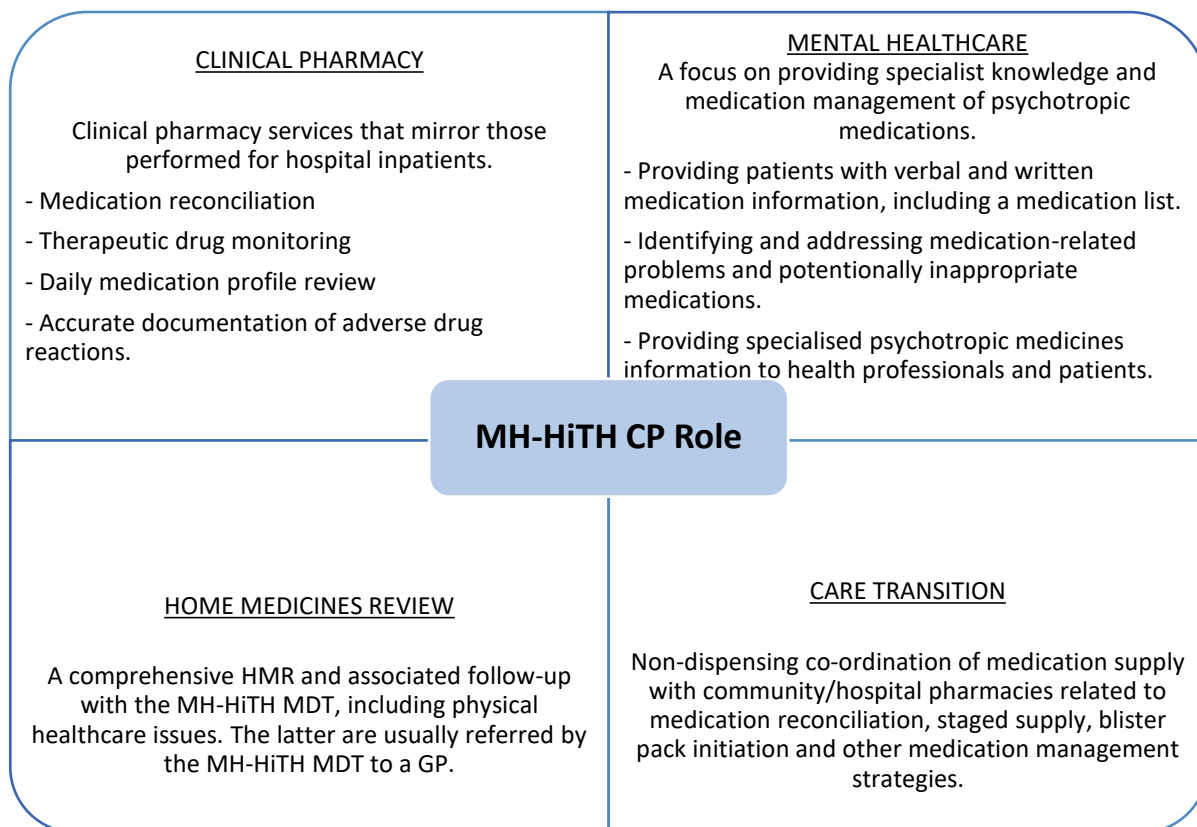 CLINICAL PHARMACY
Clinical pharmacy services that mirror those
performed for hospital inpatients.
- Medication reconciliation
- Therapeutic drug monitoring
- Daily medication profile review
- Accurate documentation of adverse drug
reactions.
MENTAL HEALTHCARE
A focus on providing specialist knowledge and
medication management of psychotropic
medications.
- Providing patients with verbal and written
medication information, including a medication list.
- Identifying and addressing medication-related
problems and potentially inappropriate
medications.
- Providing specialised psychotropic medicines
information to health professionals and patients.
MH-HiTH CP Role
HOME MEDICINES REVIEW
A comprehensive HMR and associated follow-up
with the MH-HiTH MDT, including physical
healthcare issues. The latter are usually referred by
the MH-HiTH MDT to a GP.
CARE TRANSITION
Non-dispensing co-ordination of medication supply
with community/hospital pharmacies related to
medication reconciliation, staged supply, blister
pack initiation and other medication management
strategies.